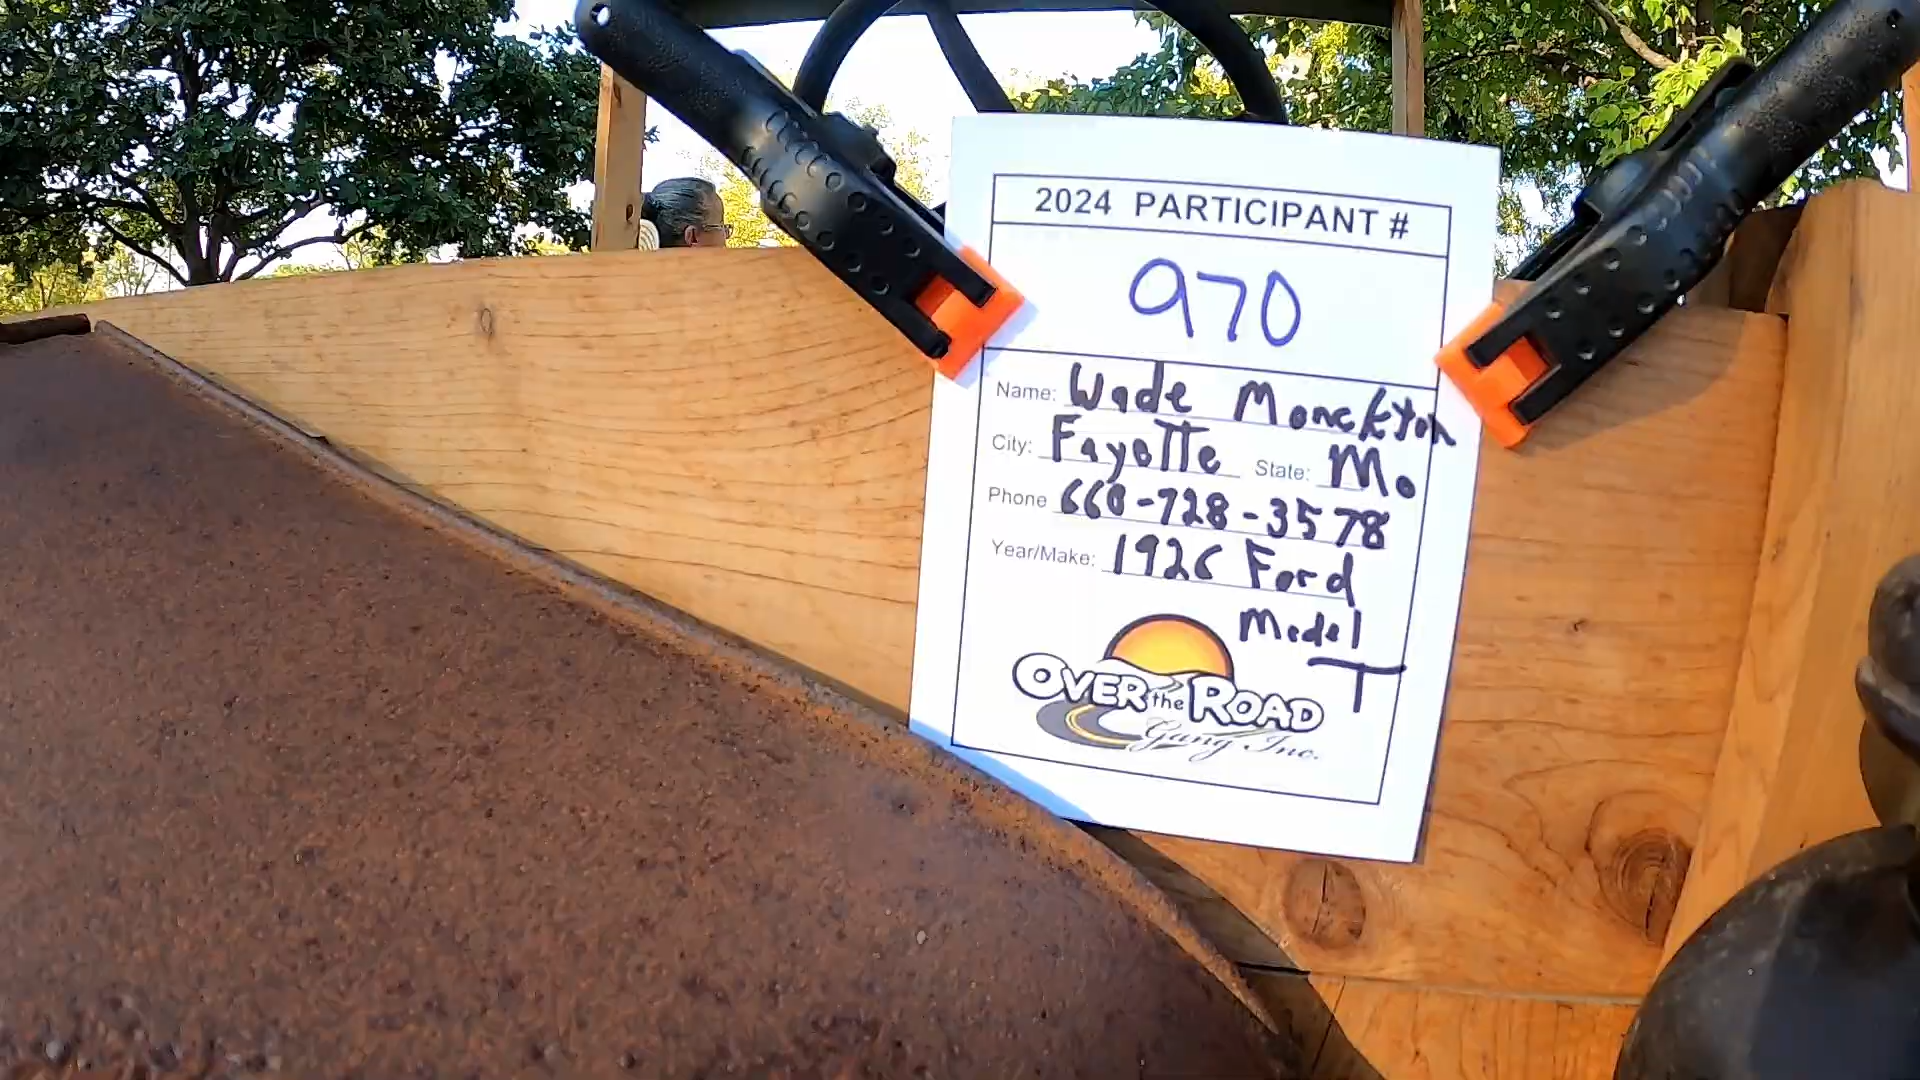 2024 PARTICIPANT #
970
Name: Wade Monckton
City: Fayette State: Mo
Phone 660-728-3578
Year/Make: 1926 Ford
Model
T
OVER the ROAD
Gang Inc.